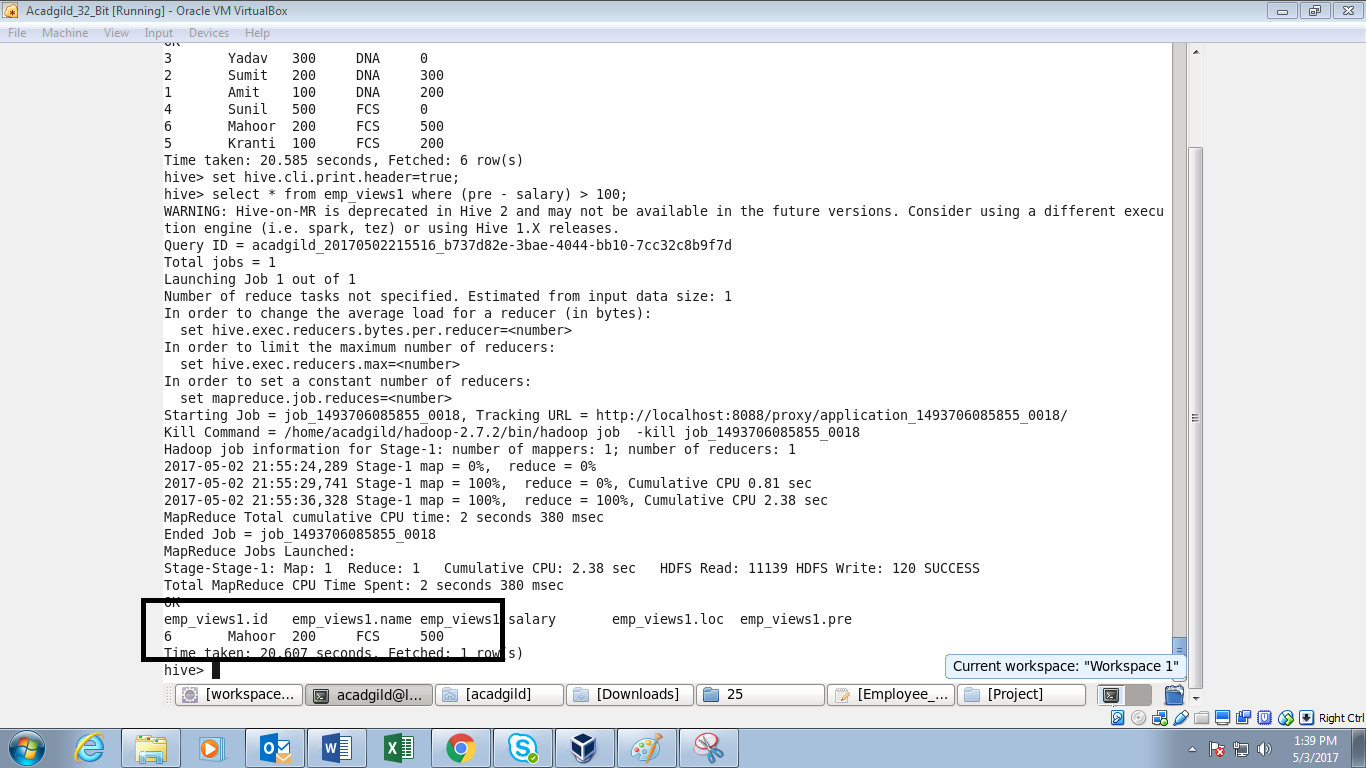 Acadgild_32_Bit [Running] - Oracle VM VirtualBox
File Machine View Input Devices Help
OK
3 Yadav 300 DNA 0
2 Sumit 200 DNA 300
1 Amit 100 DNA 200
4 Sunil 500 FCS 0
6 Mahoor 200 FCS 500
5 Kranti 100 FCS 200
Time taken: 20.585 seconds, Fetched: 6 row(s)
hive> set hive.cli.print.header=true;
hive> select * from emp_views1 where (pre - salary) > 100;
WARNING: Hive-on-MR is deprecated in Hive 2 and may not be available in the future versions. Consider using a different execu
tion engine (i.e. spark, tez) or using Hive 1.X releases.
Query ID = acadgild_20170502215516_b737d82e-3bae-4044-bb10-7cc32c8b9f7d
Total jobs = 1
Launching Job 1 out of 1
Number of reduce tasks not specified. Estimated from input data size: 1
In order to change the average load for a reducer (in bytes):
set hive.exec.reducers.bytes.per.reducer=<number>
In order to limit the maximum number of reducers:
set hive.exec.reducers.max=<number>
In order to set a constant number of reducers:
set mapreduce.job.reduces=<number>
Starting Job = job_1493706085855_0018, Tracking URL = http://localhost:8088/proxy/application_1493706085855_0018/
Kill Command = /home/acadgild/hadoop-2.7.2/bin/hadoop job -kill job_1493706085855_0018
Hadoop job information for Stage-1: number of mappers: 1; number of reducers: 1
2017-05-02 21:55:24,289 Stage-1 map = 0%, reduce = 0%
2017-05-02 21:55:29,741 Stage-1 map = 100%, reduce = 0%, Cumulative CPU 0.81 sec
2017-05-02 21:55:36,328 Stage-1 map = 100%, reduce = 100%, Cumulative CPU 2.38 sec
MapReduce Total cumulative CPU time: 2 seconds 380 msec
Ended Job = job_1493706085855_0018
MapReduce Jobs Launched:
Stage-Stage-1: Map: 1 Reduce: 1 Cumulative CPU: 2.38 sec HDFS Read: 11139 HDFS Write: 120 SUCCESS
Total MapReduce CPU Time Spent: 2 seconds 380 msec
OK
emp_views1.id emp_views1.name emp_views1.salary emp_views1.loc emp_views1.pre
6 Mahoor 200 FCS 500
Time taken: 20.607 seconds, Fetched: 1 row(s)
hive>
Current workspace: "Workspace 1"
[workspace... acadgild@l... [acadgild] [Downloads] 25 [Employee_... [Project]
Right Ctrl
1:39 PM
5/3/2017